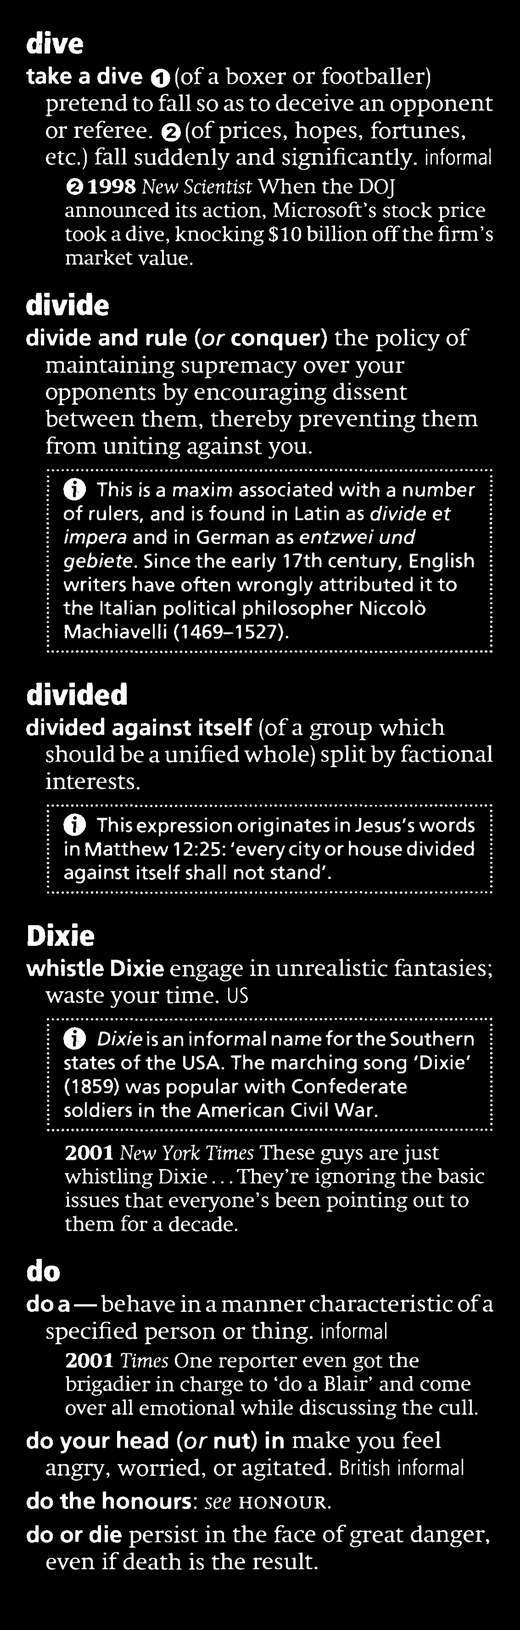 dive
take a dive ❶ (of a boxer or footballer)
pretend to fall so as to deceive an opponent
or referee. ❷ (of prices, hopes, fortunes,
etc.) fall suddenly and significantly. informal
❷ 1998 New Scientist When the DOJ
announced its action, Microsoft's stock price
took a dive, knocking $10 billion off the firm's
market value.
divide
divide and rule (or conquer) the policy of
maintaining supremacy over your
opponents by encouraging dissent
between them, thereby preventing them
from uniting against you.
i This is a maxim associated with a number
of rulers, and is found in Latin as divide et
impera and in German as entzwei und
gebiete. Since the early 17th century, English
writers have often wrongly attributed it to
the Italian political philosopher Niccolò
Machiavelli (1469–1527).
divided
divided against itself (of a group which
should be a unified whole) split by factional
interests.
i This expression originates in Jesus's words
in Matthew 12:25: 'every city or house divided
against itself shall not stand'.
Dixie
whistle Dixie engage in unrealistic fantasies;
waste your time. US
i Dixie is an informal name for the Southern
states of the USA. The marching song 'Dixie'
(1859) was popular with Confederate
soldiers in the American Civil War.
2001 New York Times These guys are just
whistling Dixie . . . They're ignoring the basic
issues that everyone's been pointing out to
them for a decade.
do
do a — behave in a manner characteristic of a
specified person or thing. informal
2001 Times One reporter even got the
brigadier in charge to 'do a Blair' and come
over all emotional while discussing the cull.
do your head (or nut) in make you feel
angry, worried, or agitated. British informal
do the honours: see HONOUR.
do or die persist in the face of great danger,
even if death is the result.